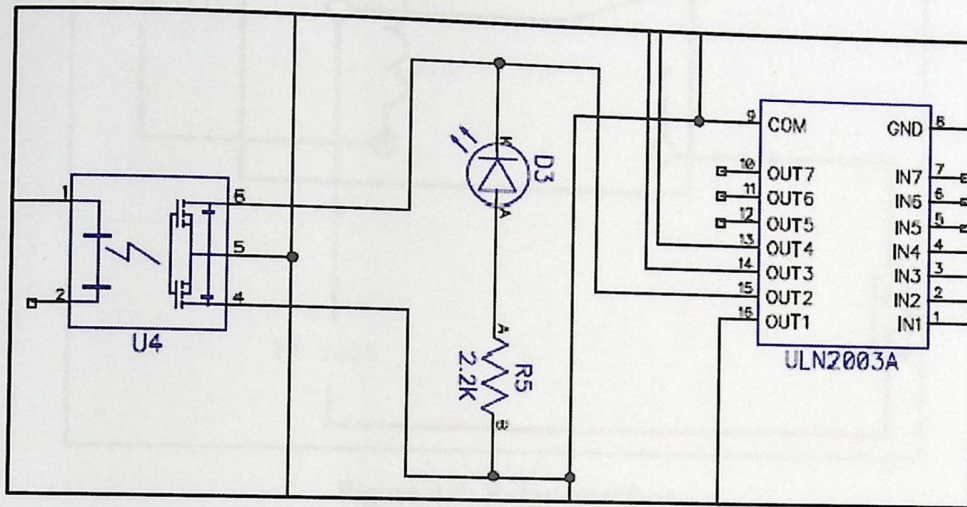 1
2
6
5
4
U4
K
D3
A
A
R5
2.2K
B
9 COM GND 8
10 OUT7 IN7 7
11 OUT6 IN6 6
12 OUT5 IN5 5
13 OUT4 IN4 4
14 OUT3 IN3 3
15 OUT2 IN2 2
16 OUT1 IN1 1
ULN2003A